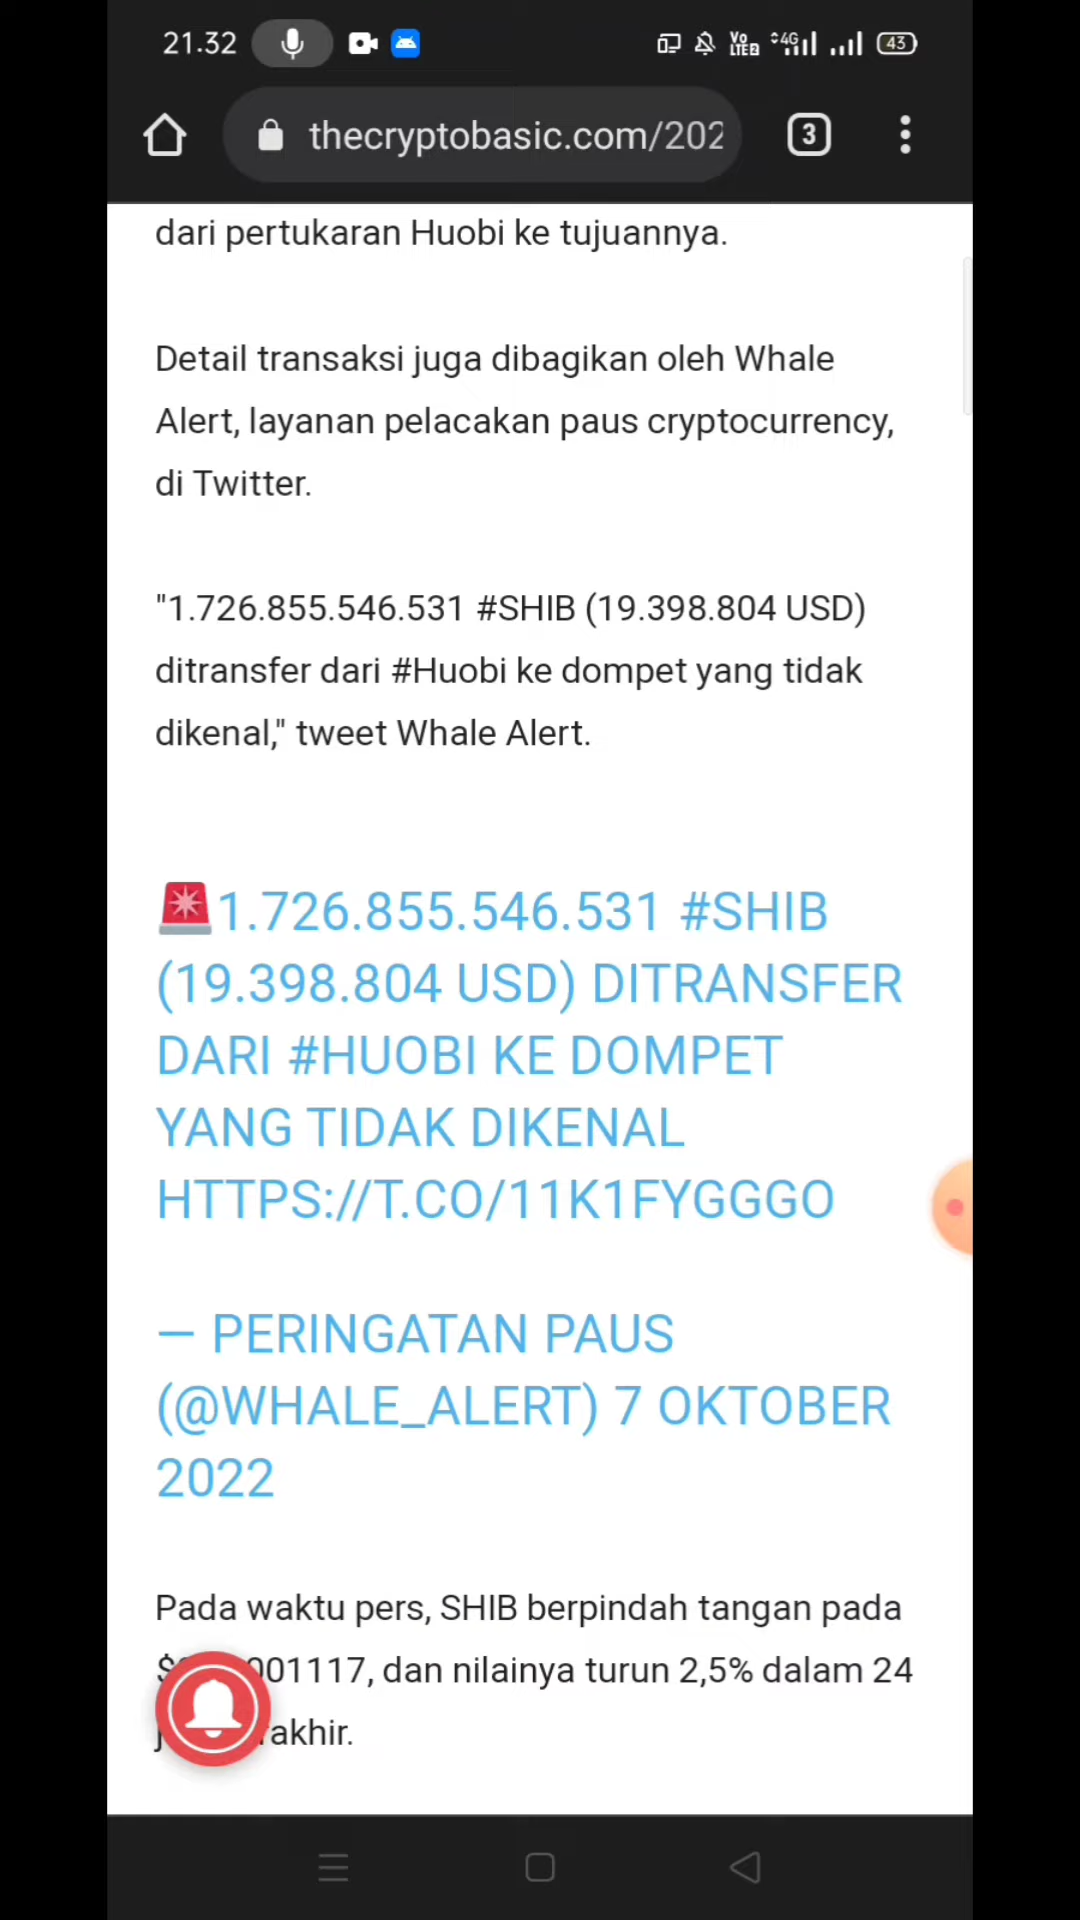 21.32
VO LTE2
4G
43
thecryptobasic.com/202
3
dari pertukaran Huobi ke tujuannya.
Detail transaksi juga dibagikan oleh Whale
Alert, layanan pelacakan paus cryptocurrency,
di Twitter.
"1.726.855.546.531 #SHIB (19.398.804 USD)
ditransfer dari #Huobi ke dompet yang tidak
dikenal," tweet Whale Alert.
🚨1.726.855.546.531 #SHIB
(19.398.804 USD) DITRANSFER
DARI #HUOBI KE DOMPET
YANG TIDAK DIKENAL
HTTPS://T.CO/11K1FYGGGO
— PERINGATAN PAUS
(@WHALE_ALERT) 7 OKTOBER
2022
Pada waktu pers, SHIB berpindah tangan pada
001117, dan nilainya turun 2,5% dalam 24
akhir.